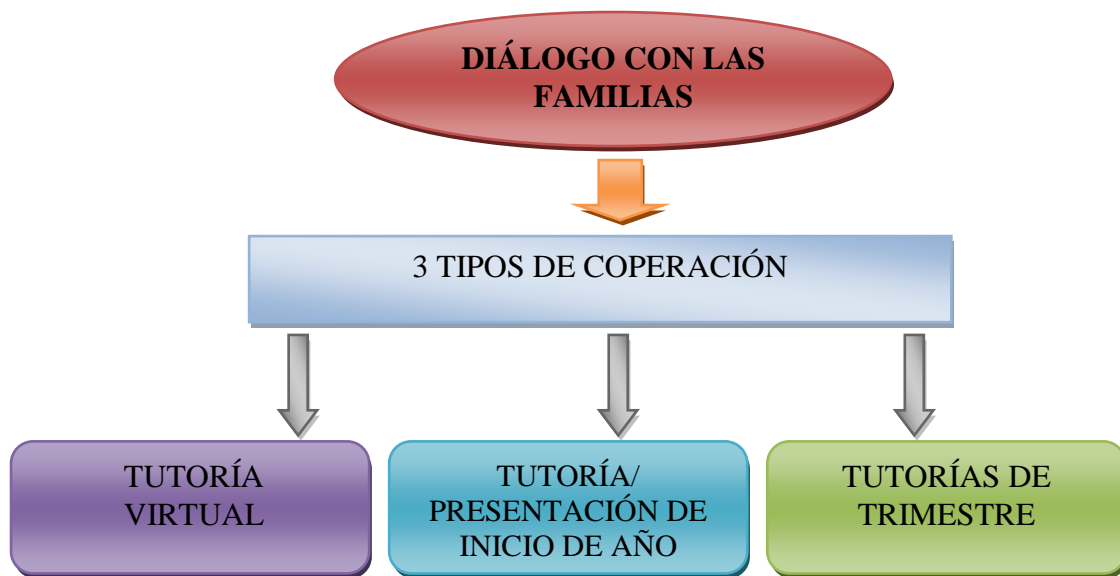 DIÁLOGO CON LAS
FAMILIAS
3 TIPOS DE COPERACIÓN
TUTORÍA
VIRTUAL
TUTORÍA/
PRESENTACIÓN DE
INICIO DE AÑO
TUTORÍAS DE
TRIMESTRE